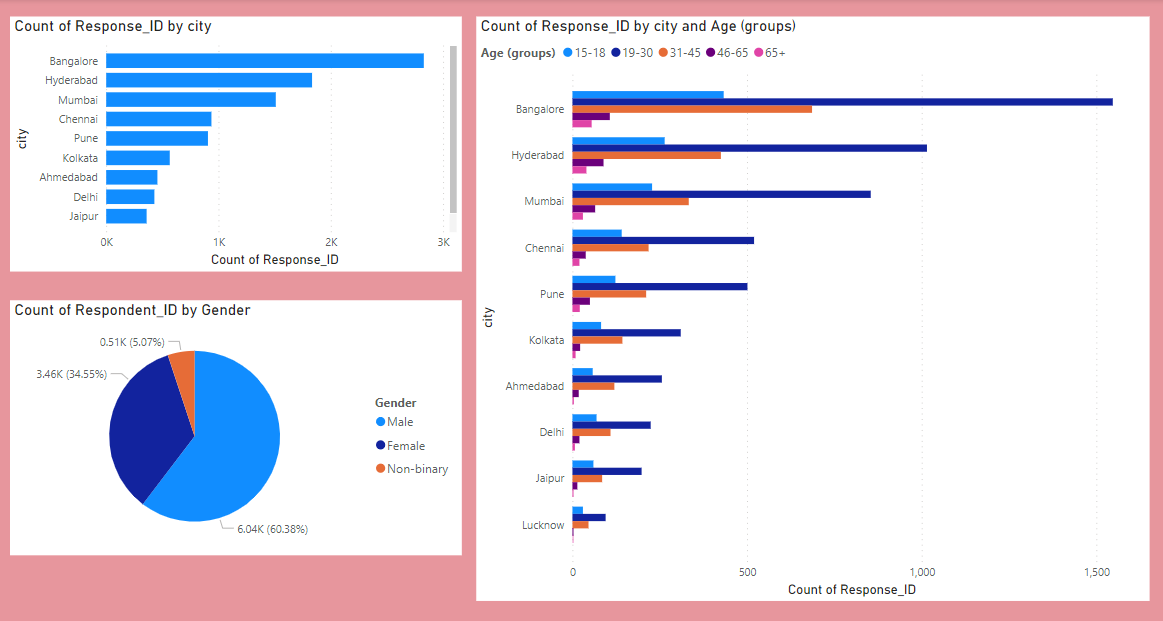 Count of Response_ID by city
city
Bangalore
Hyderabad
Mumbai
Chennai
Pune
Kolkata
Ahmedabad
Delhi
Jaipur
0K 1K 2K 3K
Count of Response_ID
Count of Respondent_ID by Gender
0.51K (5.07%)
3.46K (34.55%)
6.04K (60.38%)
Gender
Male
Female
Non-binary
Count of Response_ID by city and Age (groups)
Age (groups) 15-18 19-30 31-45 46-65 65+
city
Bangalore
Hyderabad
Mumbai
Chennai
Pune
Kolkata
Ahmedabad
Delhi
Jaipur
Lucknow
0 500 1,000 1,500
Count of Response_ID